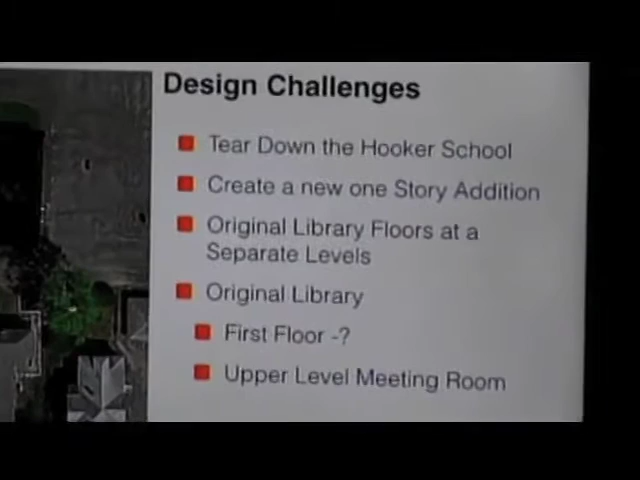 Design Challenges
Tear Down the Hooker School
Create a new one Story Addition
Original Library Floors at a
Separate Levels
Original Library
First Floor -?
Upper Level Meeting Room